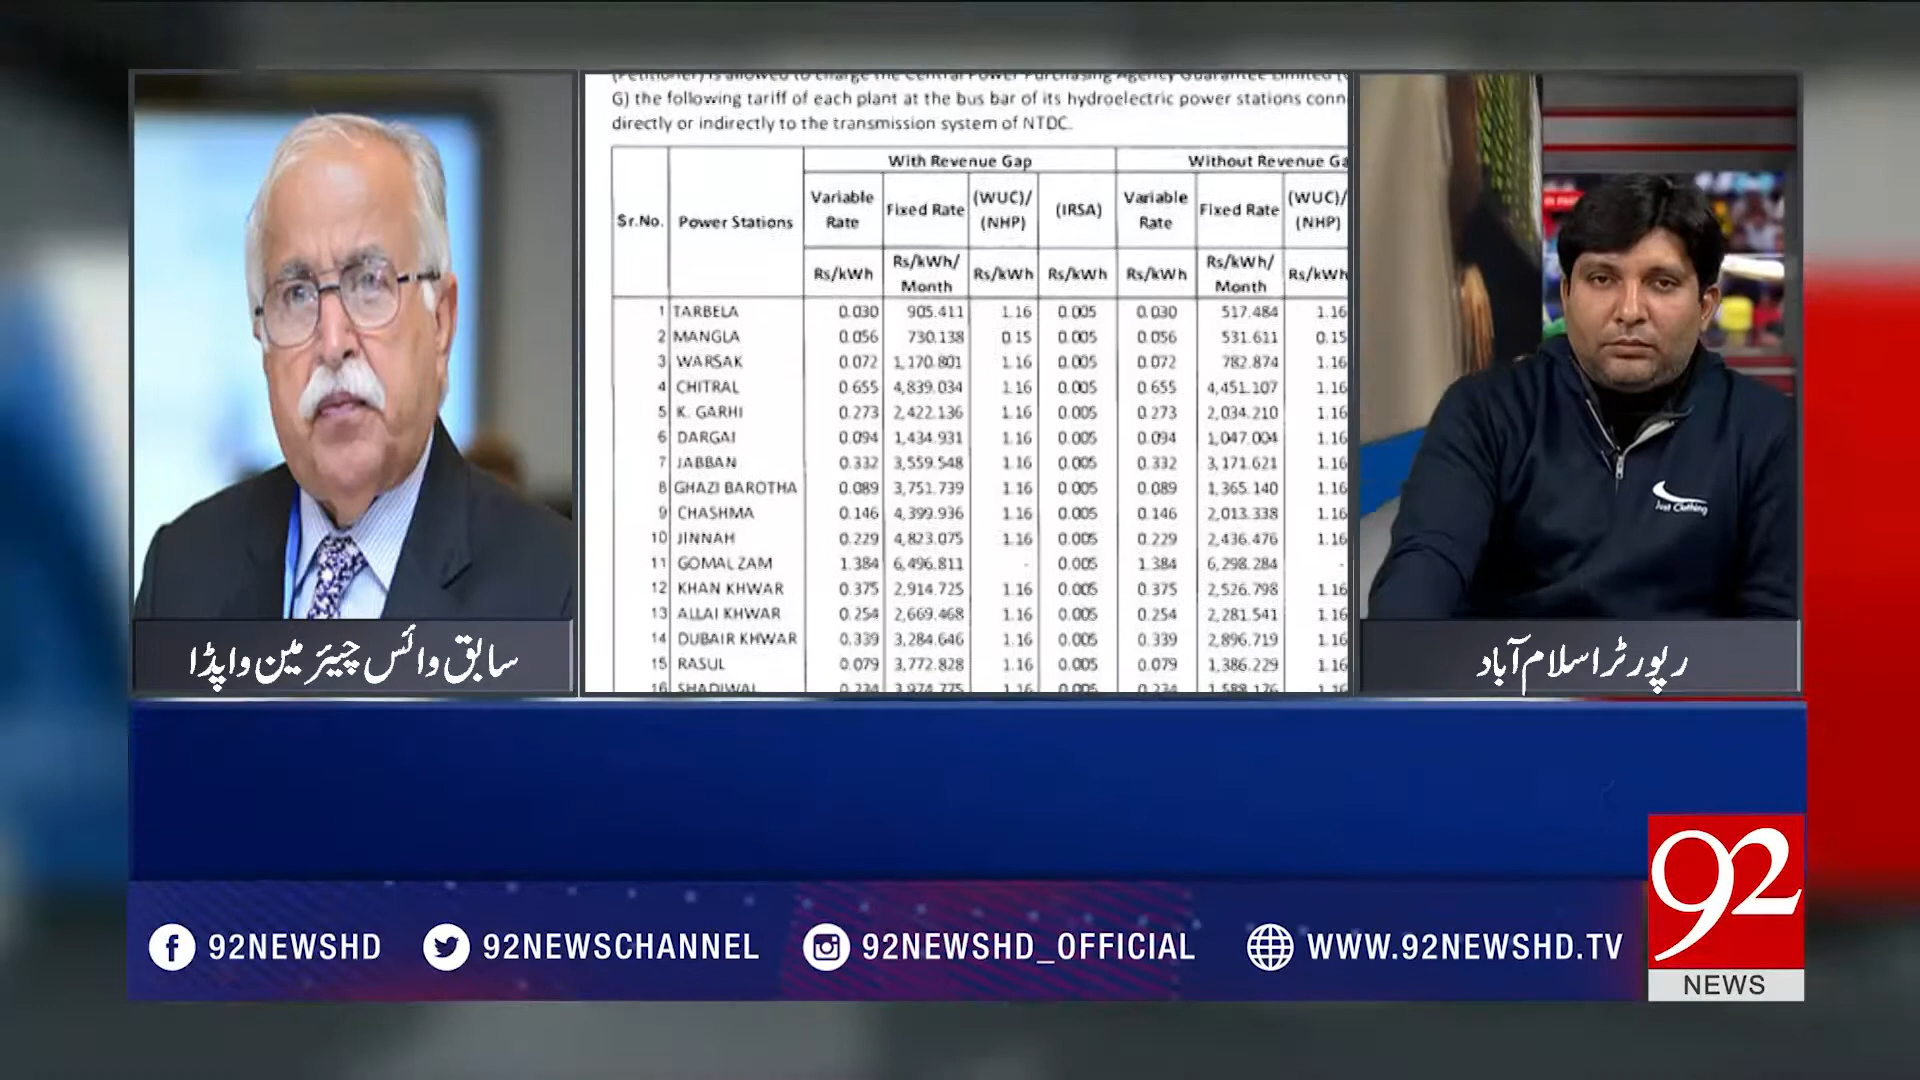 G) the following tariff of each plant at the bus bar of its hydroelectric power stations conn
directly or indirectly to the transmission system of NTDC.
With Revenue Gap Without Revenue Ga
Sr.No. Power Stations Variable Rate Fixed Rate (WUC)/ (NHP) (IRSA) Variable Rate Fixed Rate (WUC)/ (NHP)
Rs/kWh Rs/kWh/ Month Rs/kWh Rs/kWh Rs/kWh Rs/kWh/ Month Rs/kWh
1 TARBELA 0.030 905.411 1.16 0.005 0.030 517.484 1.16
2 MANGLA 0.056 730.138 0.15 0.005 0.056 531.611 0.15
3 WARSAK 0.072 1,170.801 1.16 0.005 0.072 782.874 1.16
4 CHITRAL 0.655 4,839.034 1.16 0.005 0.655 4,451.107 1.16
5 K. GARHI 0.273 2,422.136 1.16 0.005 0.273 2,034.210 1.16
6 DARGAI 0.094 1,434.931 1.16 0.005 0.094 1,047.004 1.16
7 JABBAN 0.332 3,559.548 1.16 0.005 0.332 3,171.621 1.16
8 GHAZI BAROTHA 0.089 3,751.739 1.16 0.005 0.089 1,365.140 1.16
9 CHASHMA 0.146 4,399.936 1.16 0.005 0.146 2,013.338 1.16
10 JINNAH 0.229 4,823.075 1.16 0.005 0.229 2,436.476 1.16
11 GOMAL ZAM 1.384 6,496.811 - 0.005 1.384 6,298.284 -
12 KHAN KHWAR 0.375 2,914.725 1.16 0.005 0.375 2,526.798 1.16
13 ALLAI KHWAR 0.254 2,669.468 1.16 0.005 0.254 2,281.541 1.16
14 DUBAIR KHWAR 0.339 3,284.646 1.16 0.005 0.339 2,896.719 1.16
15 RASUL 0.079 3,772.828 1.16 0.005 0.079 1,386.229 1.16
Just Clothing
سابق وائس چیئرمین واپڈا
رپورٹر اسلام آباد
92NEWSHD 92NEWSCHANNEL 92NEWSHD_OFFICIAL WWW.92NEWSHD.TV
92
NEWS